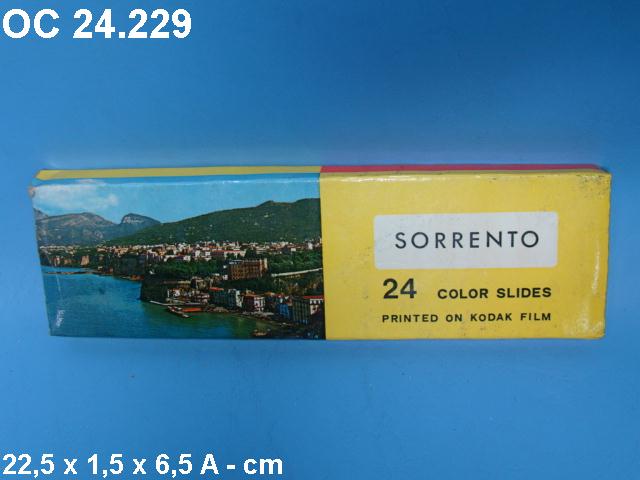 OC 24.229
SORRENTO
24 COLOR SLIDES
PRINTED ON KODAK FILM
22,5 x 1,5 x 6,5 A - cm